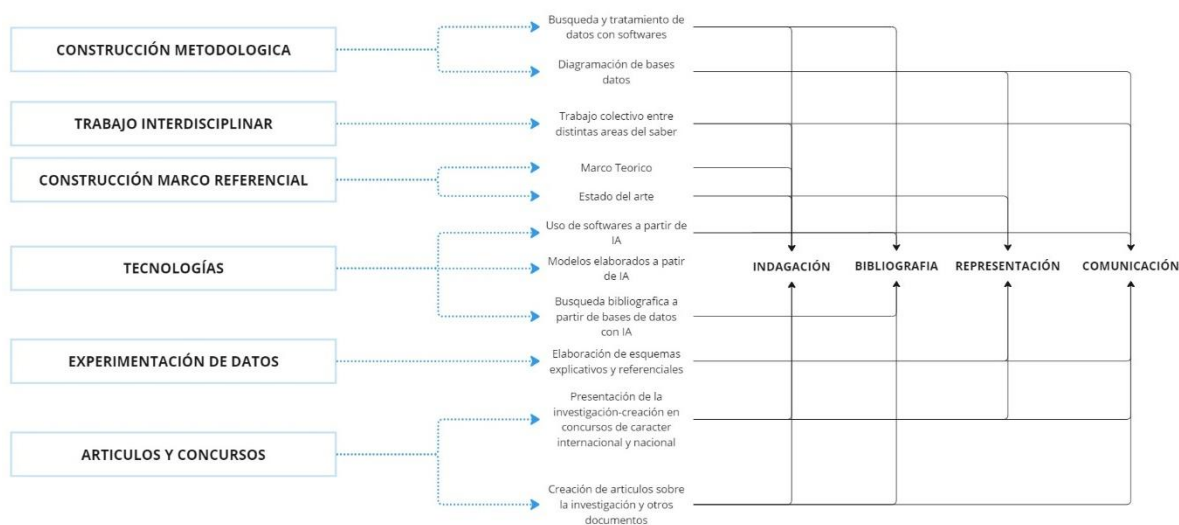 CONSTRUCCIÓN METODOLOGICA
Busqueda y tratamiento de
datos con softwares
Diagramación de bases
datos
TRABAJO INTERDISCIPLINAR
Trabajo colectivo entre
distintas areas del saber
CONSTRUCCIÓN MARCO REFERENCIAL
Marco Teorico
Estado del arte
TECNOLOGÍAS
Uso de softwares a partir de
IA
Modelos elaborados a patir
de IA
Busqueda bibliografica a
partir de bases de datos
con IA
INDAGACIÓN
BIBLIOGRAFIA
REPRESENTACIÓN
COMUNICACIÓN
EXPERIMENTACIÓN DE DATOS
Elaboración de esquemas
explicativos y referenciales
ARTICULOS Y CONCURSOS
Presentación de la
investigación-creación en
concursos de caracter
internacional y nacional
Creación de articulos sobre
la investigación y otros
documentos